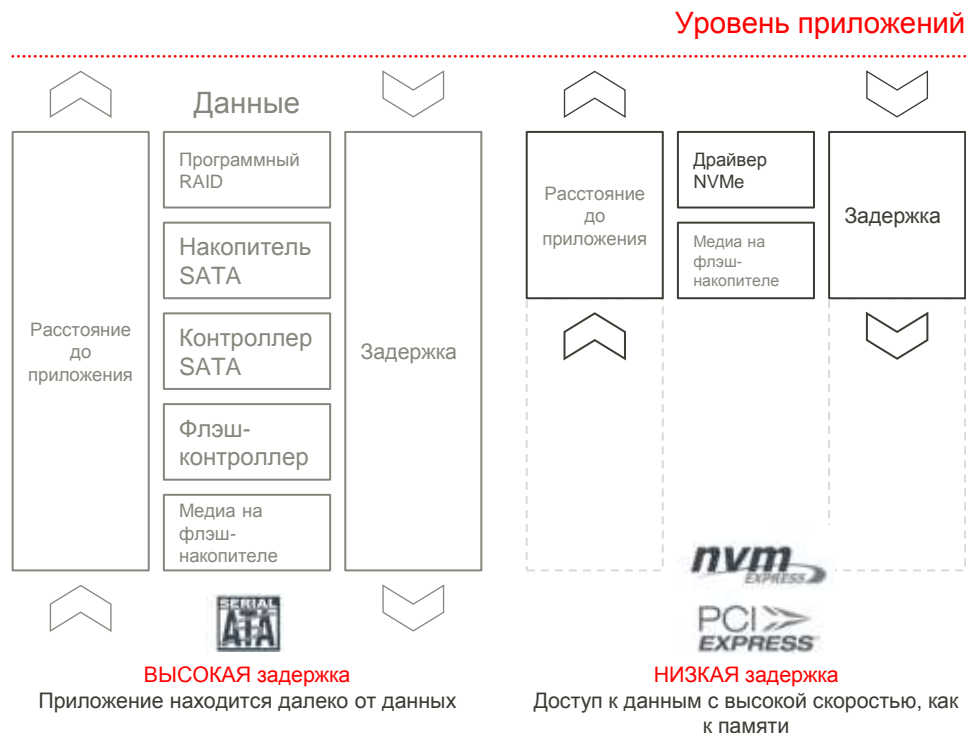 Уровень приложений
Данные
Программный
RAID
Накопитель
SATA
Контроллер
SATA
Флэш-
контроллер
Медиа на
флэш-
накопителе
Расстояние
до
приложения
Задержка
SERIAL
ATA
ВЫСОКАЯ задержка
Приложение находится далеко от данных
Расстояние
до
приложения
Драйвер
NVMe
Медиа на
флэш-
накопителе
Задержка
nvm
EXPRESS
PCI
EXPRESS
НИЗКАЯ задержка
Доступ к данным с высокой скоростью, как
к памяти